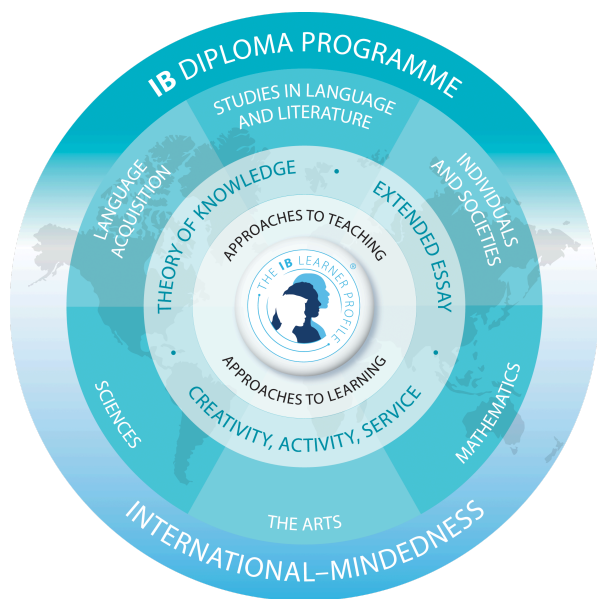 IB DIPLOMA PROGRAMME
STUDIES IN LANGUAGE
AND LITERATURE
LANGUAGE
ACQUISITION
INDIVIDUALS
AND SOCIETIES
THEORY OF KNOWLEDGE
EXTENDED ESSAY
APPROACHES TO TEACHING
• THE IB LEARNER PROFILE •
®
APPROACHES TO LEARNING
CREATIVITY, ACTIVITY, SERVICE
SCIENCES
MATHEMATICS
THE ARTS
INTERNATIONAL–MINDEDNESS